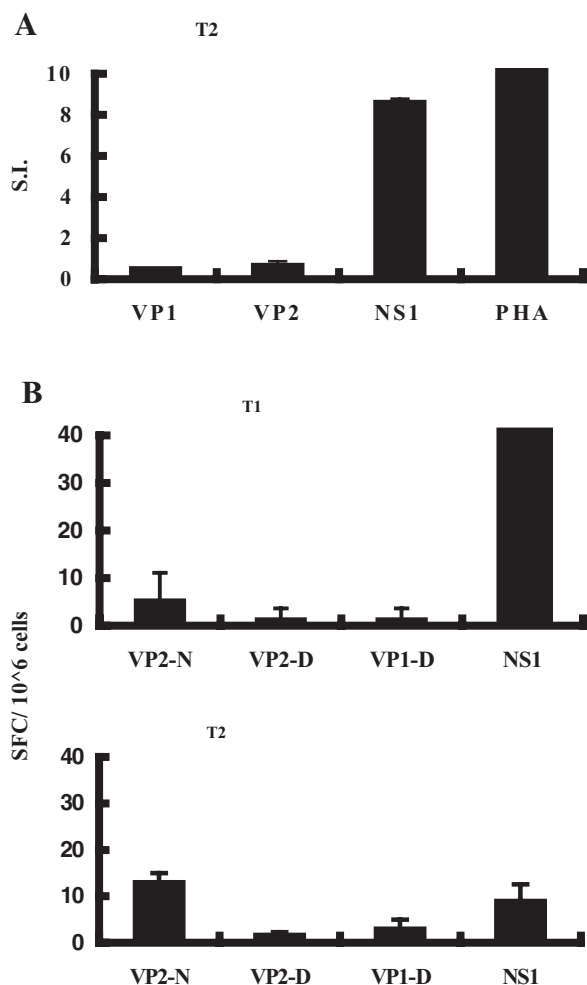 A
T2
S.I.
10
8
6
4
2
0
VP1 VP2 NS1 PHA
B
T1
SFC/ 10^6 cells
40
30
20
10
0
VP2-N VP2-D VP1-D NS1
T2
40
30
20
10
0
VP2-N VP2-D VP1-D NS1